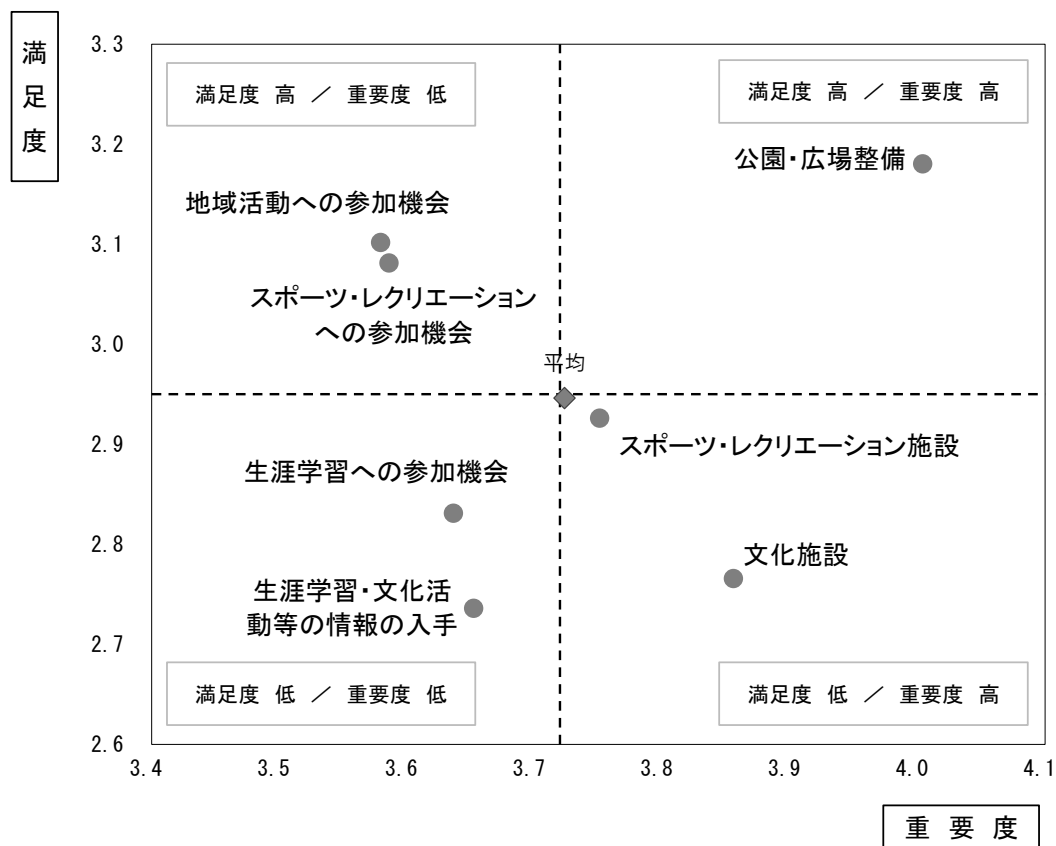 満足度
3.3
満足度 高 ／ 重要度 低
満足度 高 ／ 重要度 高
3.2
公園・広場整備
地域活動への参加機会
3.1
スポーツ・レクリエーション
への参加機会
3.0
平均
2.9
スポーツ・レクリエーション施設
生涯学習への参加機会
2.8
文化施設
生涯学習・文化活
動等の情報の入手
2.7
満足度 低 ／ 重要度 低
満足度 低 ／ 重要度 高
2.6
3.4 3.5 3.6 3.7 3.8 3.9 4.0 4.1
重 要 度